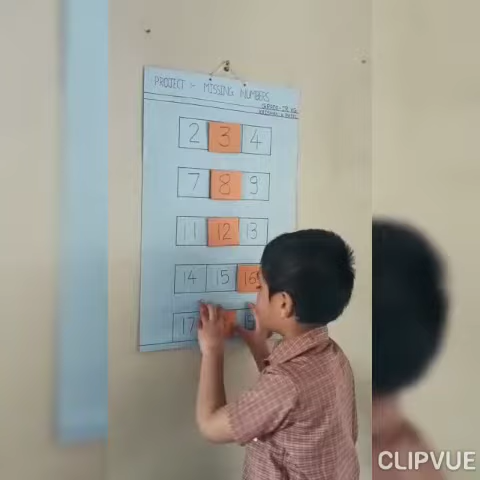 PROJECT :- MISSING NUMBERS
2 3 4
7 8 9
11 12 13
14 15 16
17
CLIPVUE